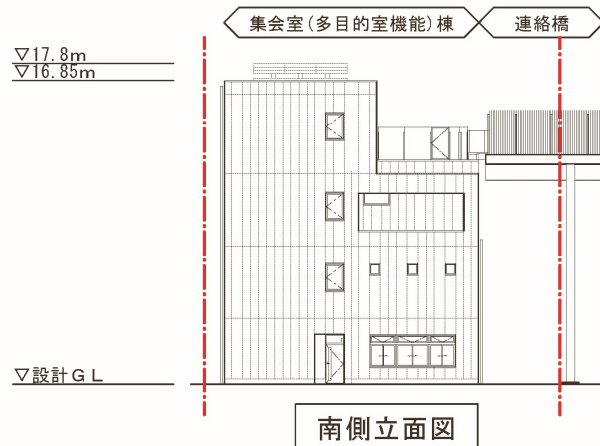 集会室(多目的室機能)棟
連絡橋
▽17.8m
▽16.85m
▽設計GL
南側立面図